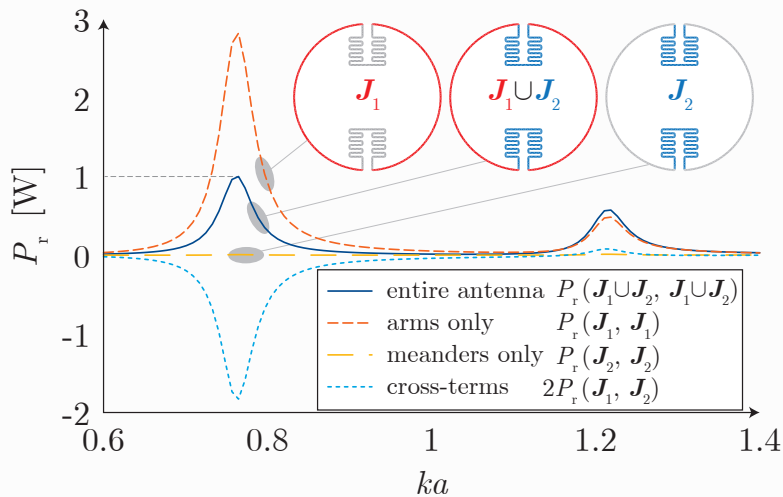 3
2
1
0
-1
-2
P_r [W]
J_1
J_1∪J_2
J_2
entire antenna P_r(J_1∪J_2, J_1∪J_2)
arms only P_r(J_1, J_1)
meanders only P_r(J_2, J_2)
cross-terms 2P_r(J_1, J_2)
0.6 0.8 1 1.2 1.4
ka